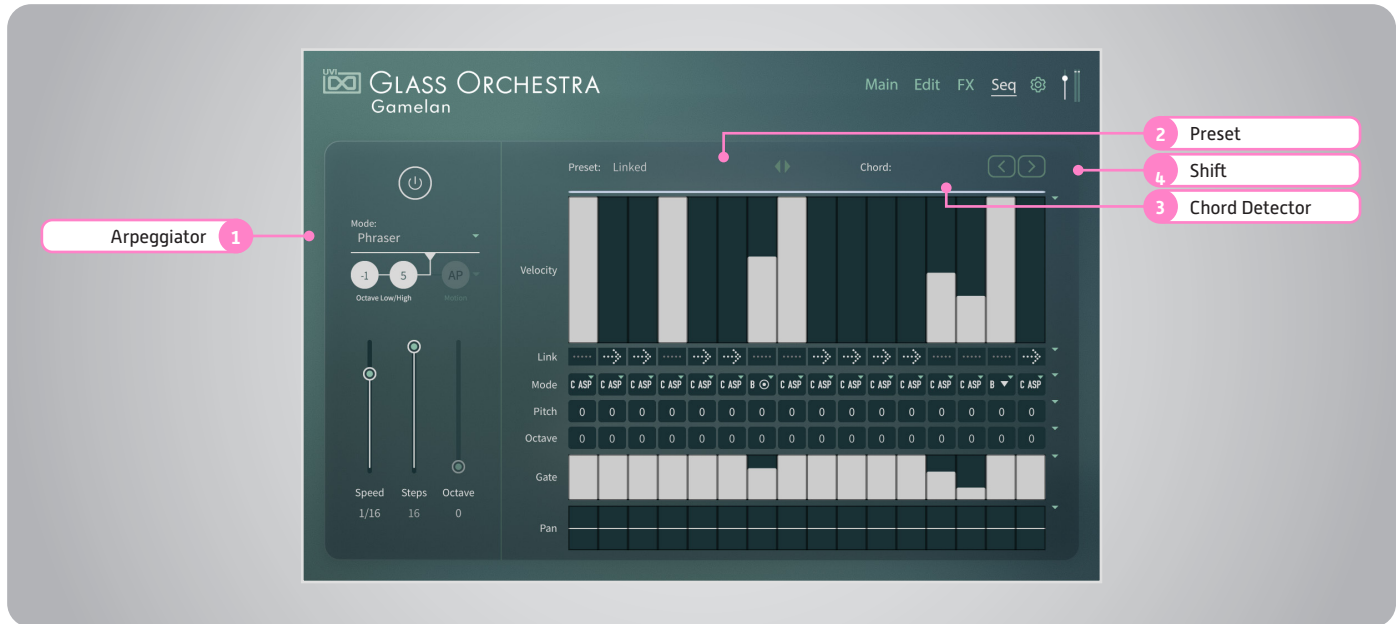 UVI
GLASS ORCHESTRA
Gamelan
Main Edit FX Seq
2 Preset
4 Shift
3 Chord Detector
Arpeggiator 1
Preset: Linked
Chord:
Mode:
Phraser
-1 5 AP
Octave Low/High Motion
Velocity
Link
Mode C ASP C ASP C ASP C ASP C ASP C ASP B C ASP C ASP C ASP C ASP C ASP C ASP C ASP B C ASP
Pitch 0 0 0 0 0 0 0 0 0 0 0 0 0 0 0 0
Octave 0 0 0 0 0 0 0 0 0 0 0 0 0 0 0 0
Gate
Pan
Speed Steps Octave
1/16 16 0